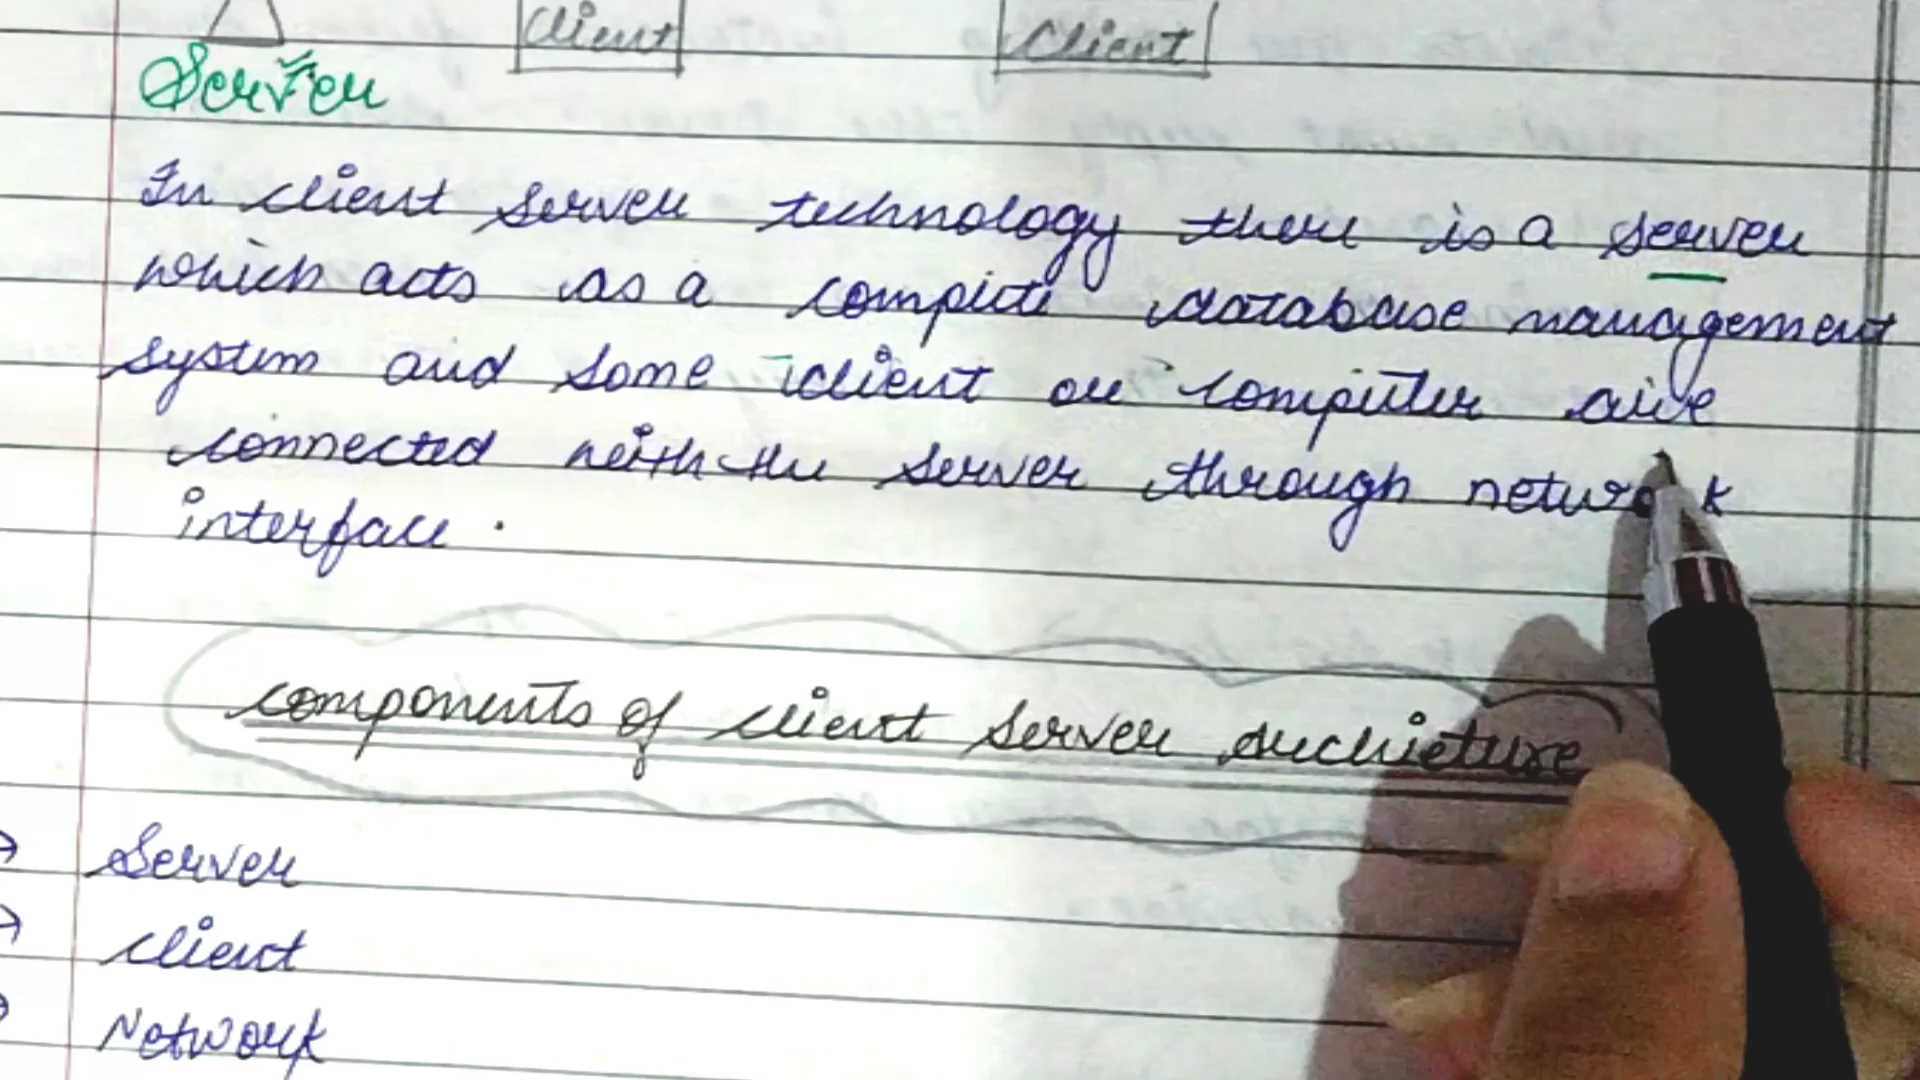 Client Client
Server
In client server technology there is a server
which acts as a complete database management
system and some client or computer are
connected with the server through network
interface.
components of client server archieture
→ Server
→ client
→ Network